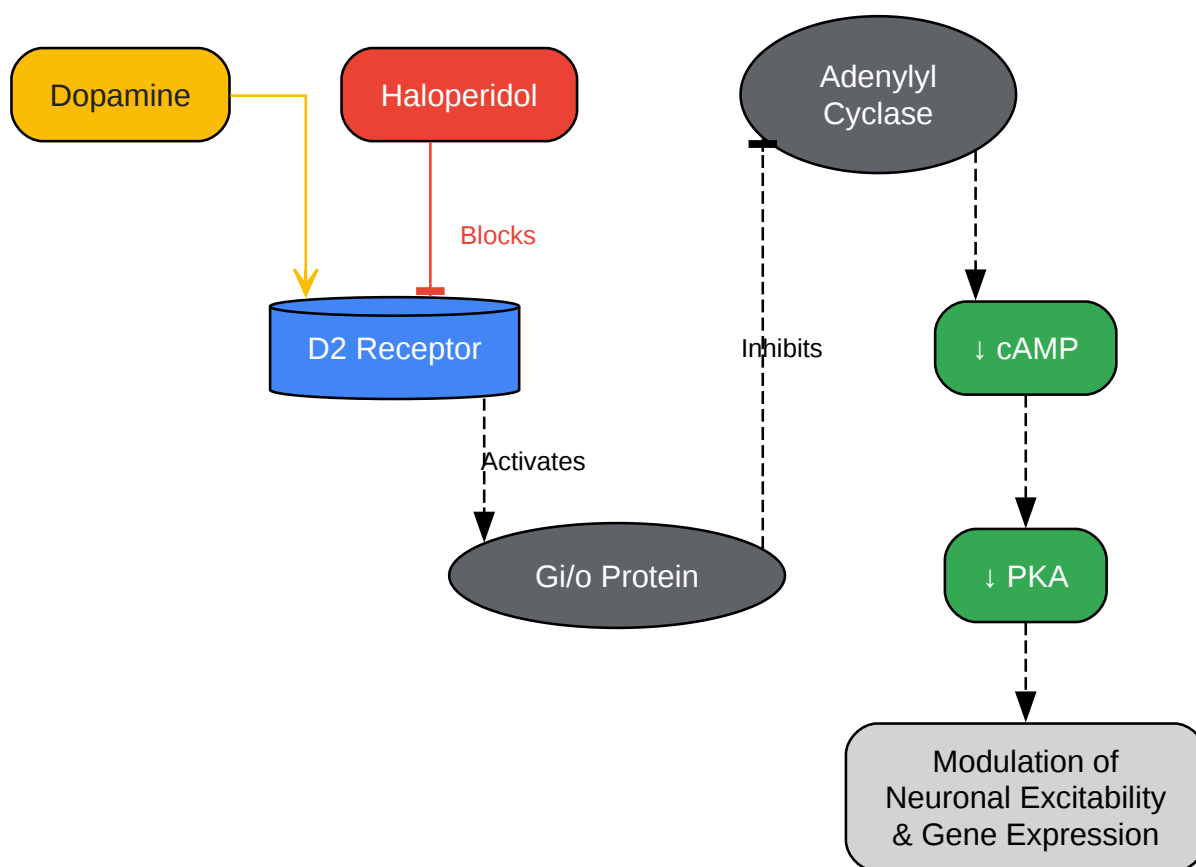 Dopamine
Haloperidol
Adenylyl
Cyclase
Blocks
D2 Receptor
Inhibits
↓ cAMP
Activates
Gi/o Protein
↓ PKA
Modulation of
Neuronal Excitability
& Gene Expression